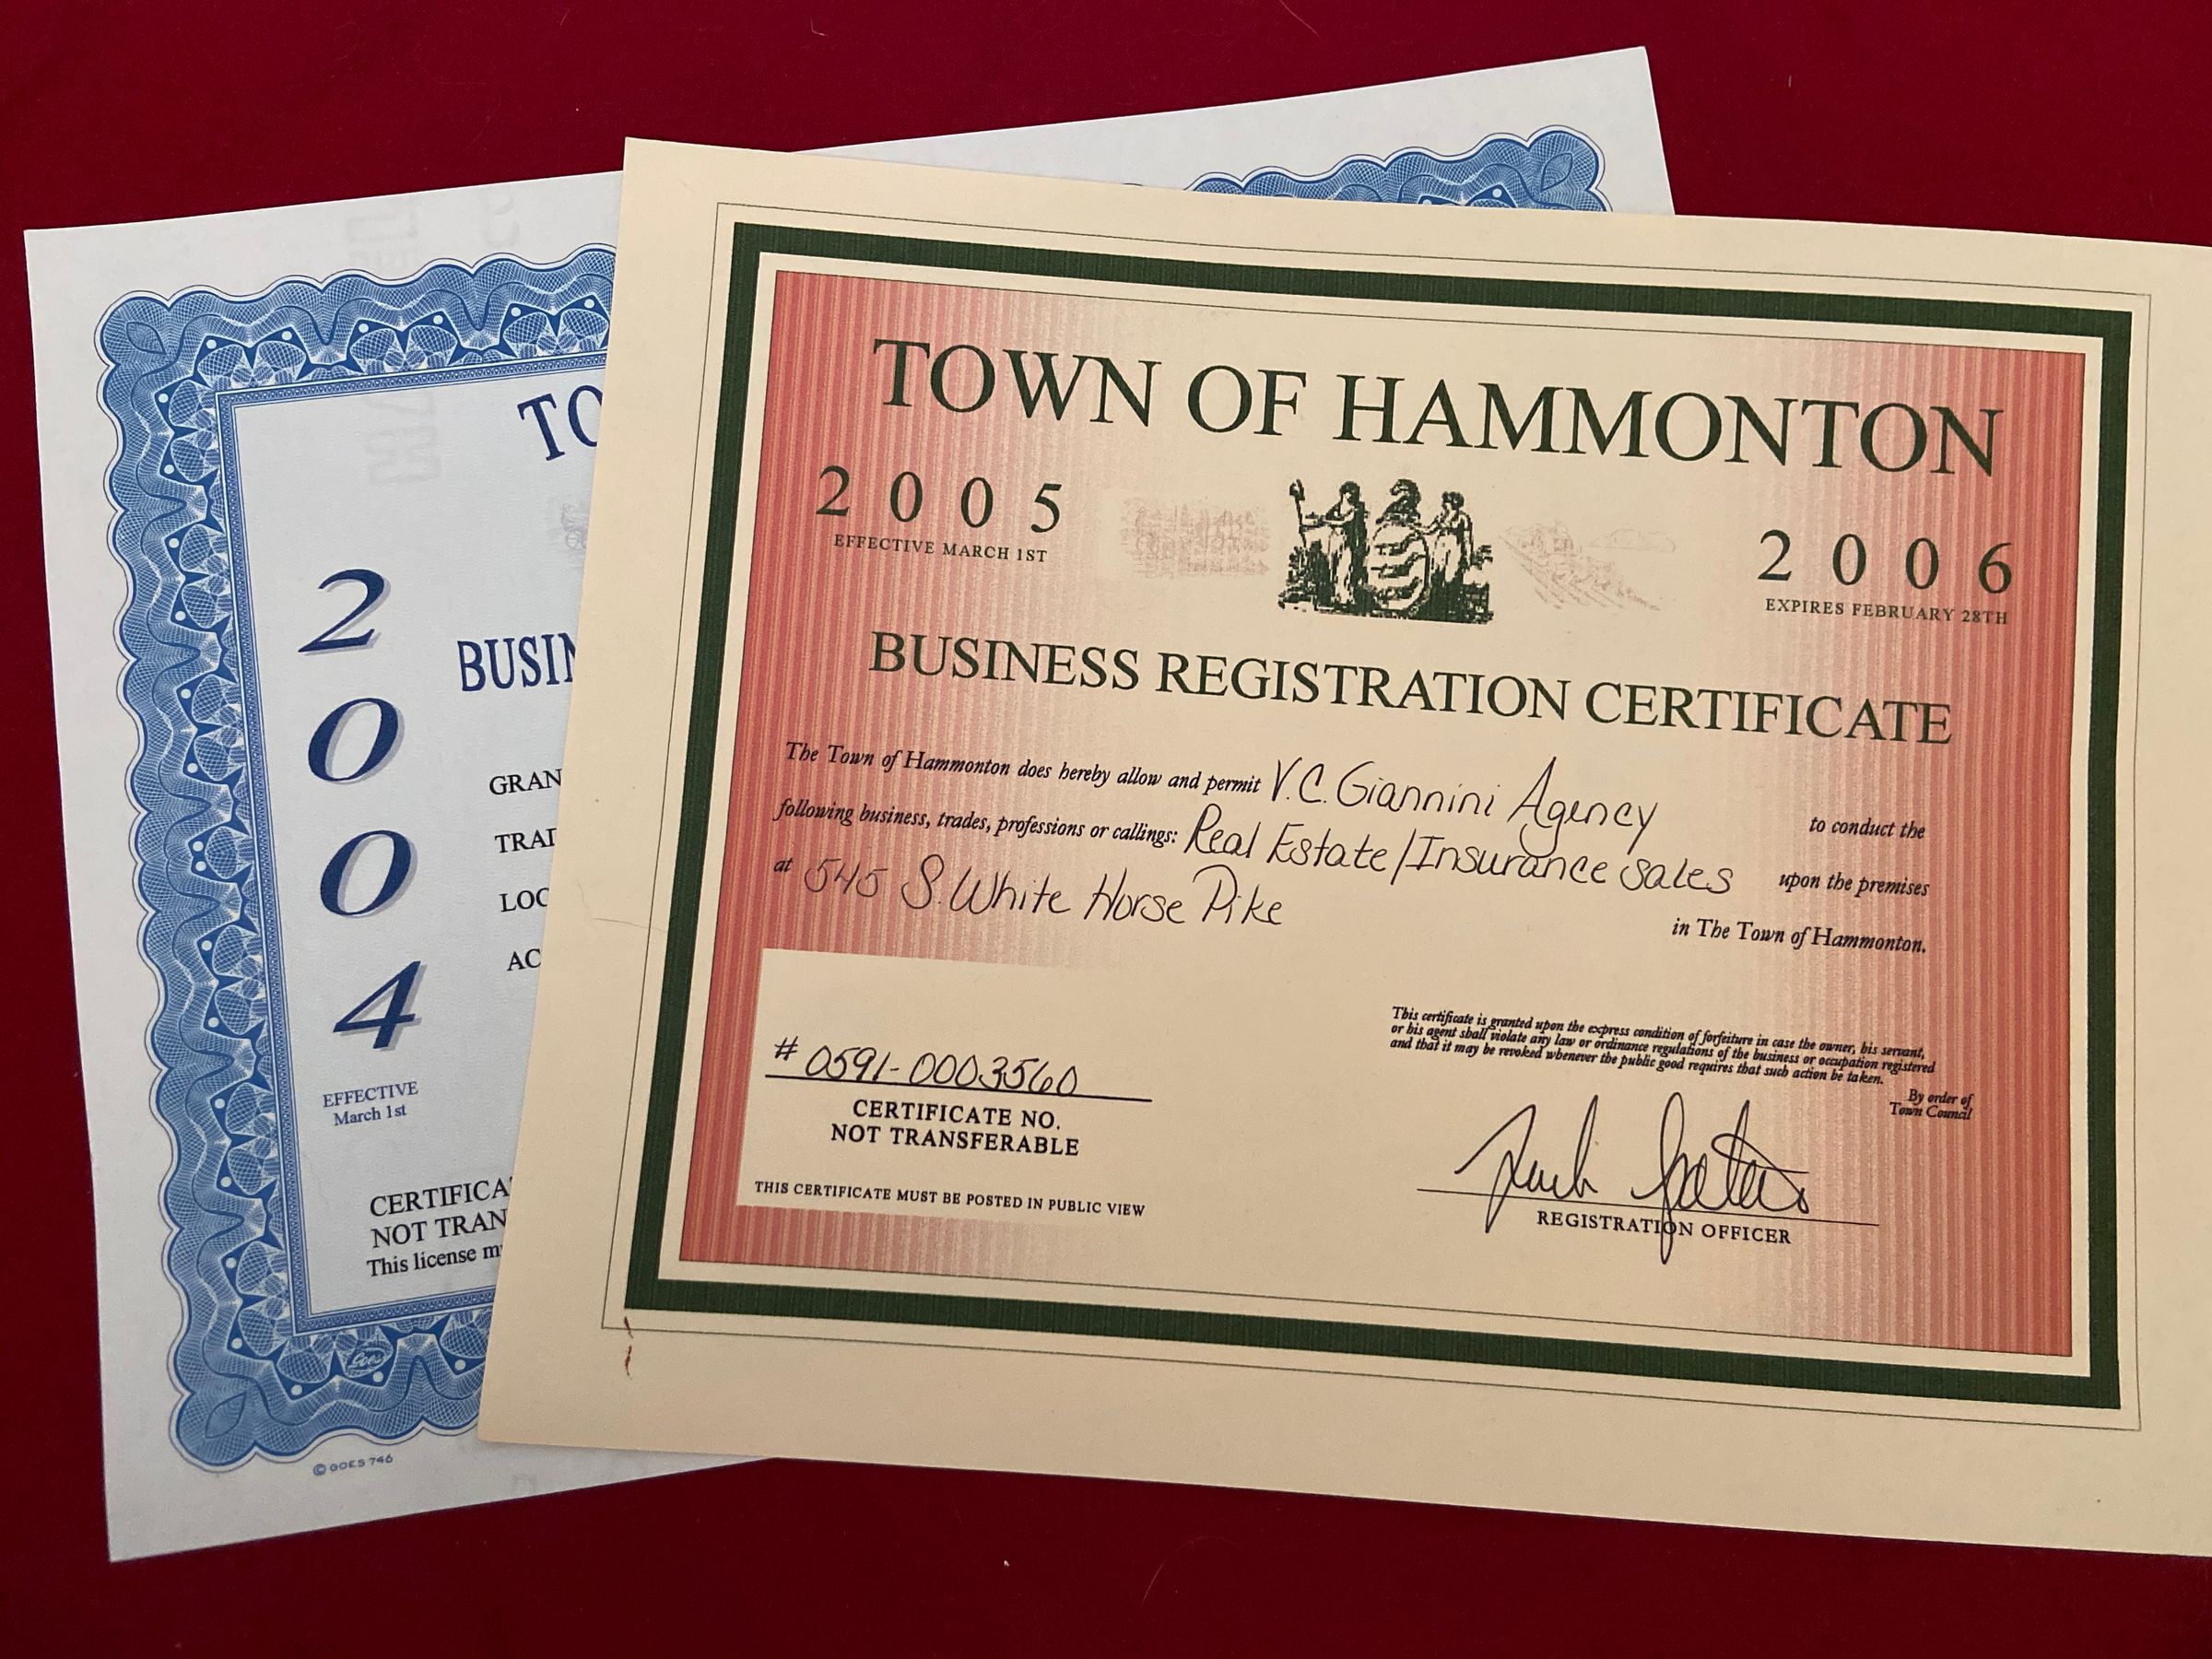 TO
2
0
0
4
BUSIN
GRAN
TRAI
LOC
AC
EFFECTIVE
March 1st
CERTIFICA
NOT TRAN
This license m
Goes
© GOES 746
TOWN OF HAMMONTON
2005
EFFECTIVE MARCH 1ST
2006
EXPIRES FEBRUARY 28TH
BUSINESS REGISTRATION CERTIFICATE
The Town of Hammonton does hereby allow and permit V.C. Giannini Agency to conduct the
following business, trades, professions or callings: Real Estate/Insurance sales upon the premises
at 545 S. White Horse Pike in The Town of Hammonton.
# 0591-0003560
CERTIFICATE NO.
NOT TRANSFERABLE
THIS CERTIFICATE MUST BE POSTED IN PUBLIC VIEW
This certificate is granted upon the express condition of forfeiture in case the owner, his servant,
or his agent shall violate any law or ordinance regulations of the business or occupation registered
and that it may be revoked whenever the public good requires that such action be taken.
By order of
Town Council
REGISTRATION OFFICER